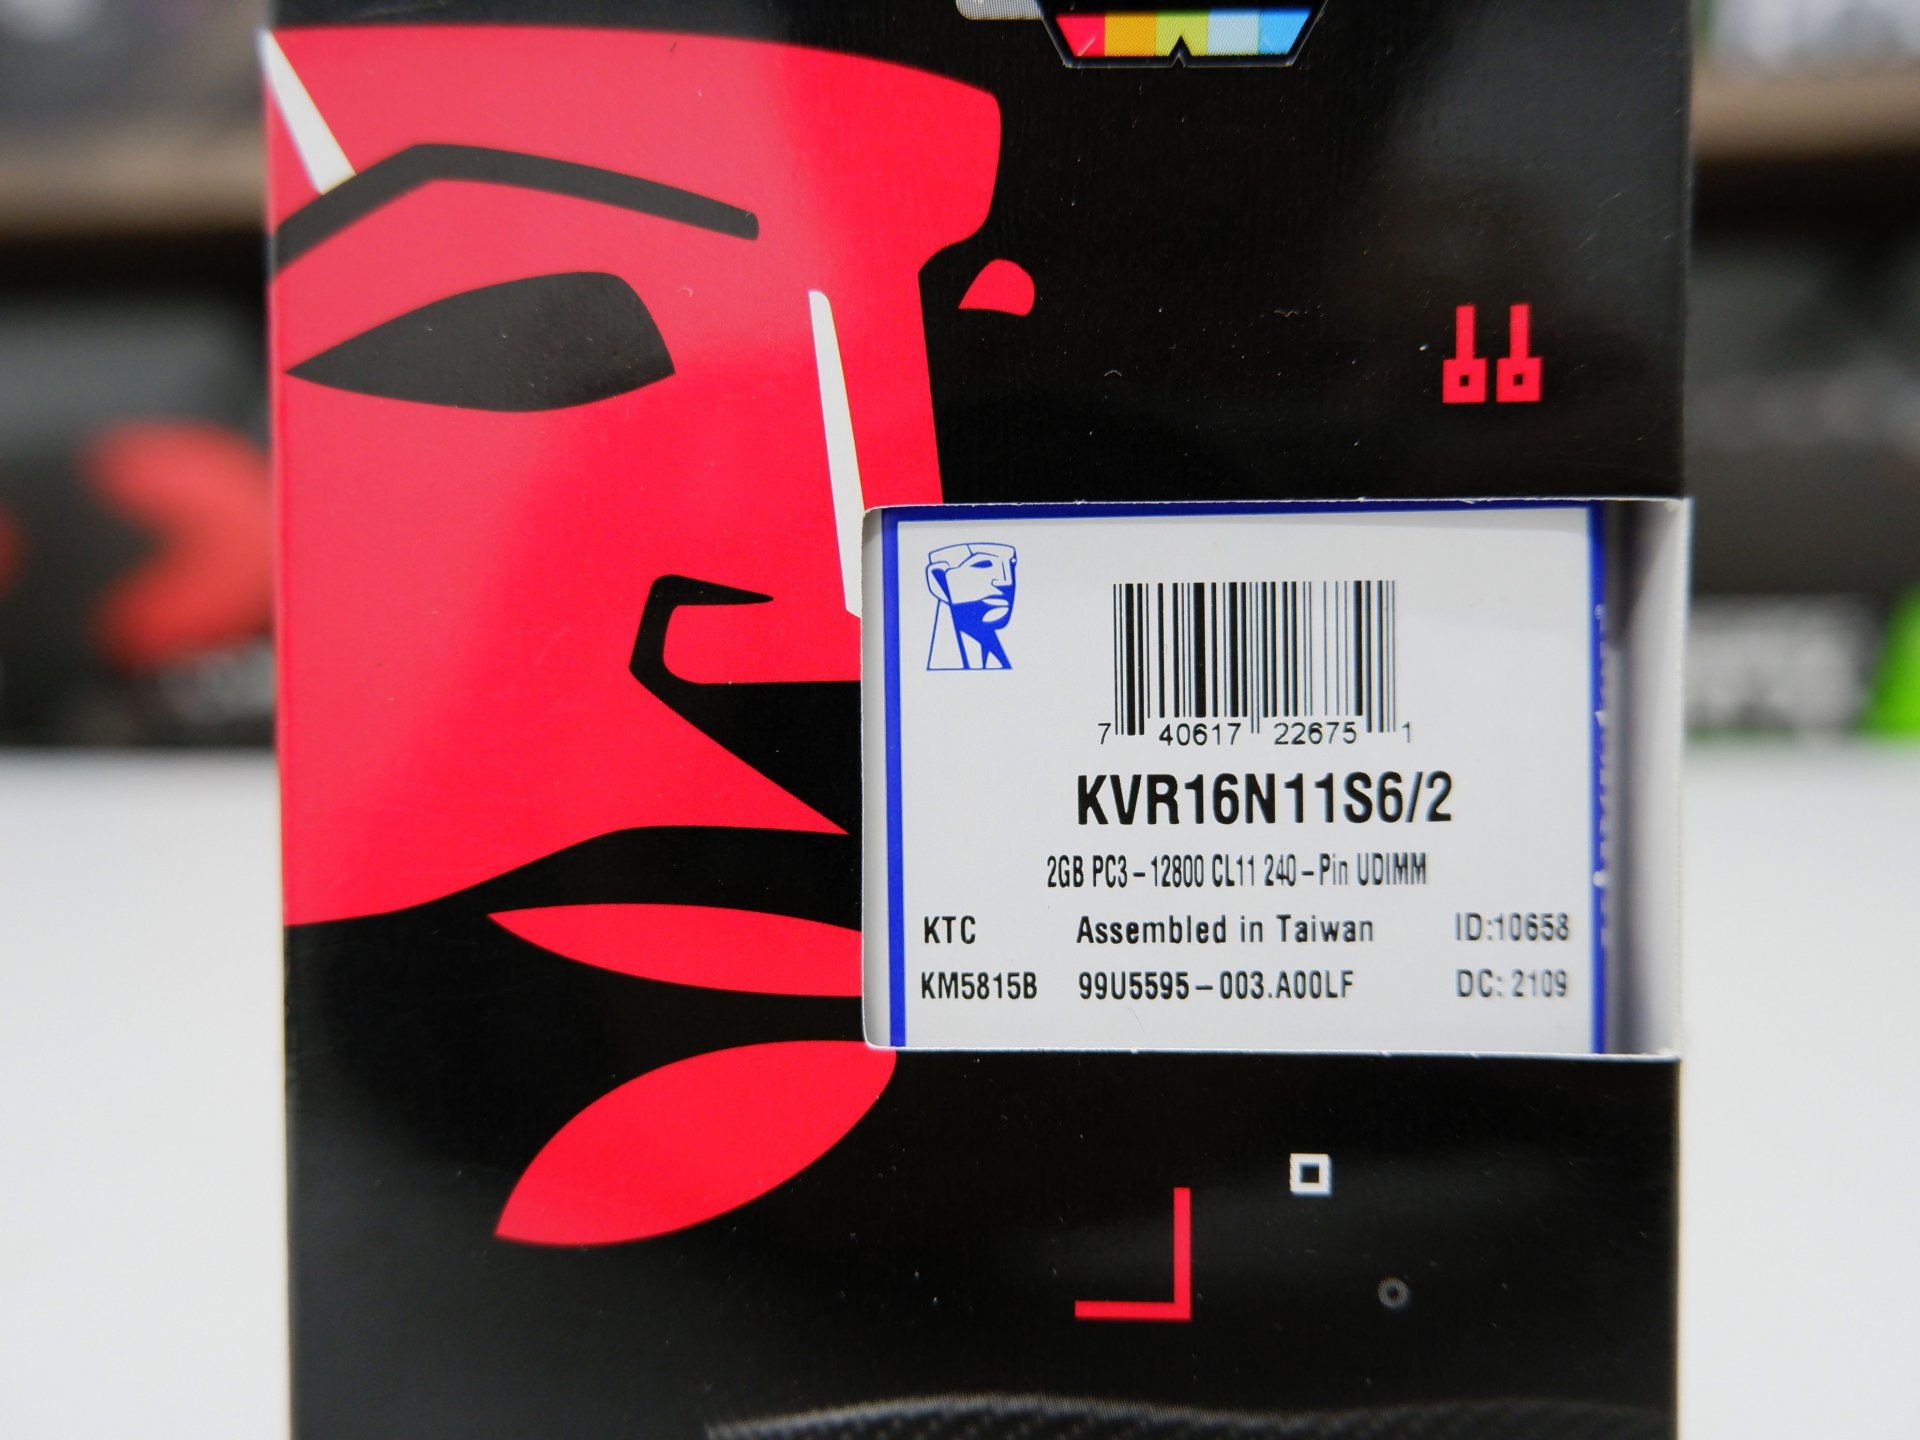 7 40617 22675 1
KVR16N11S6/2
2GB PC3-12800 CL11 240-Pin UDIMM
KTC Assembled in Taiwan ID:10658
KM5815B 99U5595-003.A00LF DC: 2109